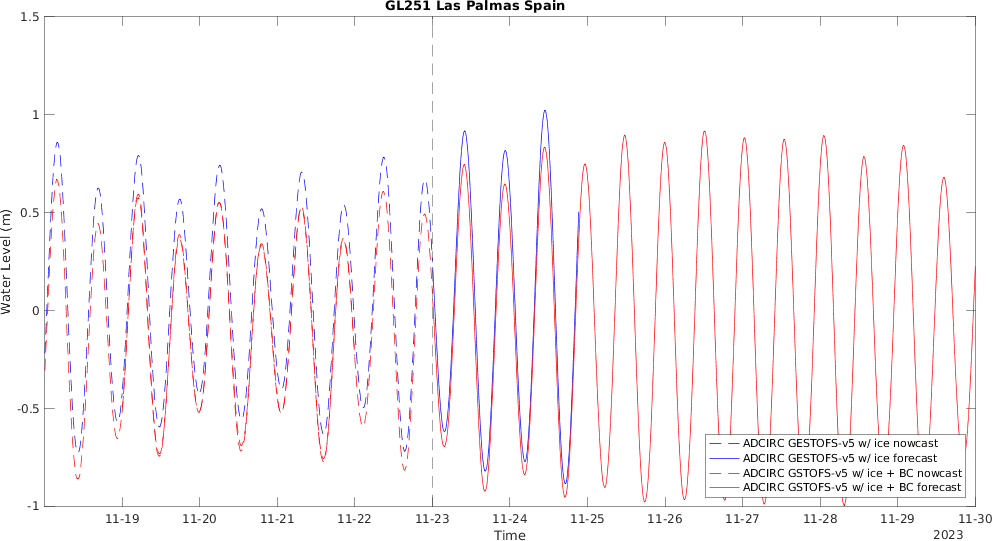 GL251 Las Palmas Spain
1.5
1
0.5
0
-0.5
-1
Water Level (m)
11-19 11-20 11-21 11-22 11-23 11-24 11-25 11-26 11-27 11-28 11-29 11-30
Time
2023
ADCIRC GESTOFS-v5 w/ ice nowcast
ADCIRC GESTOFS-v5 w/ ice forecast
ADCIRC GSTOFS-v5 w/ ice + BC nowcast
ADCIRC GSTOFS-v5 w/ ice + BC forecast